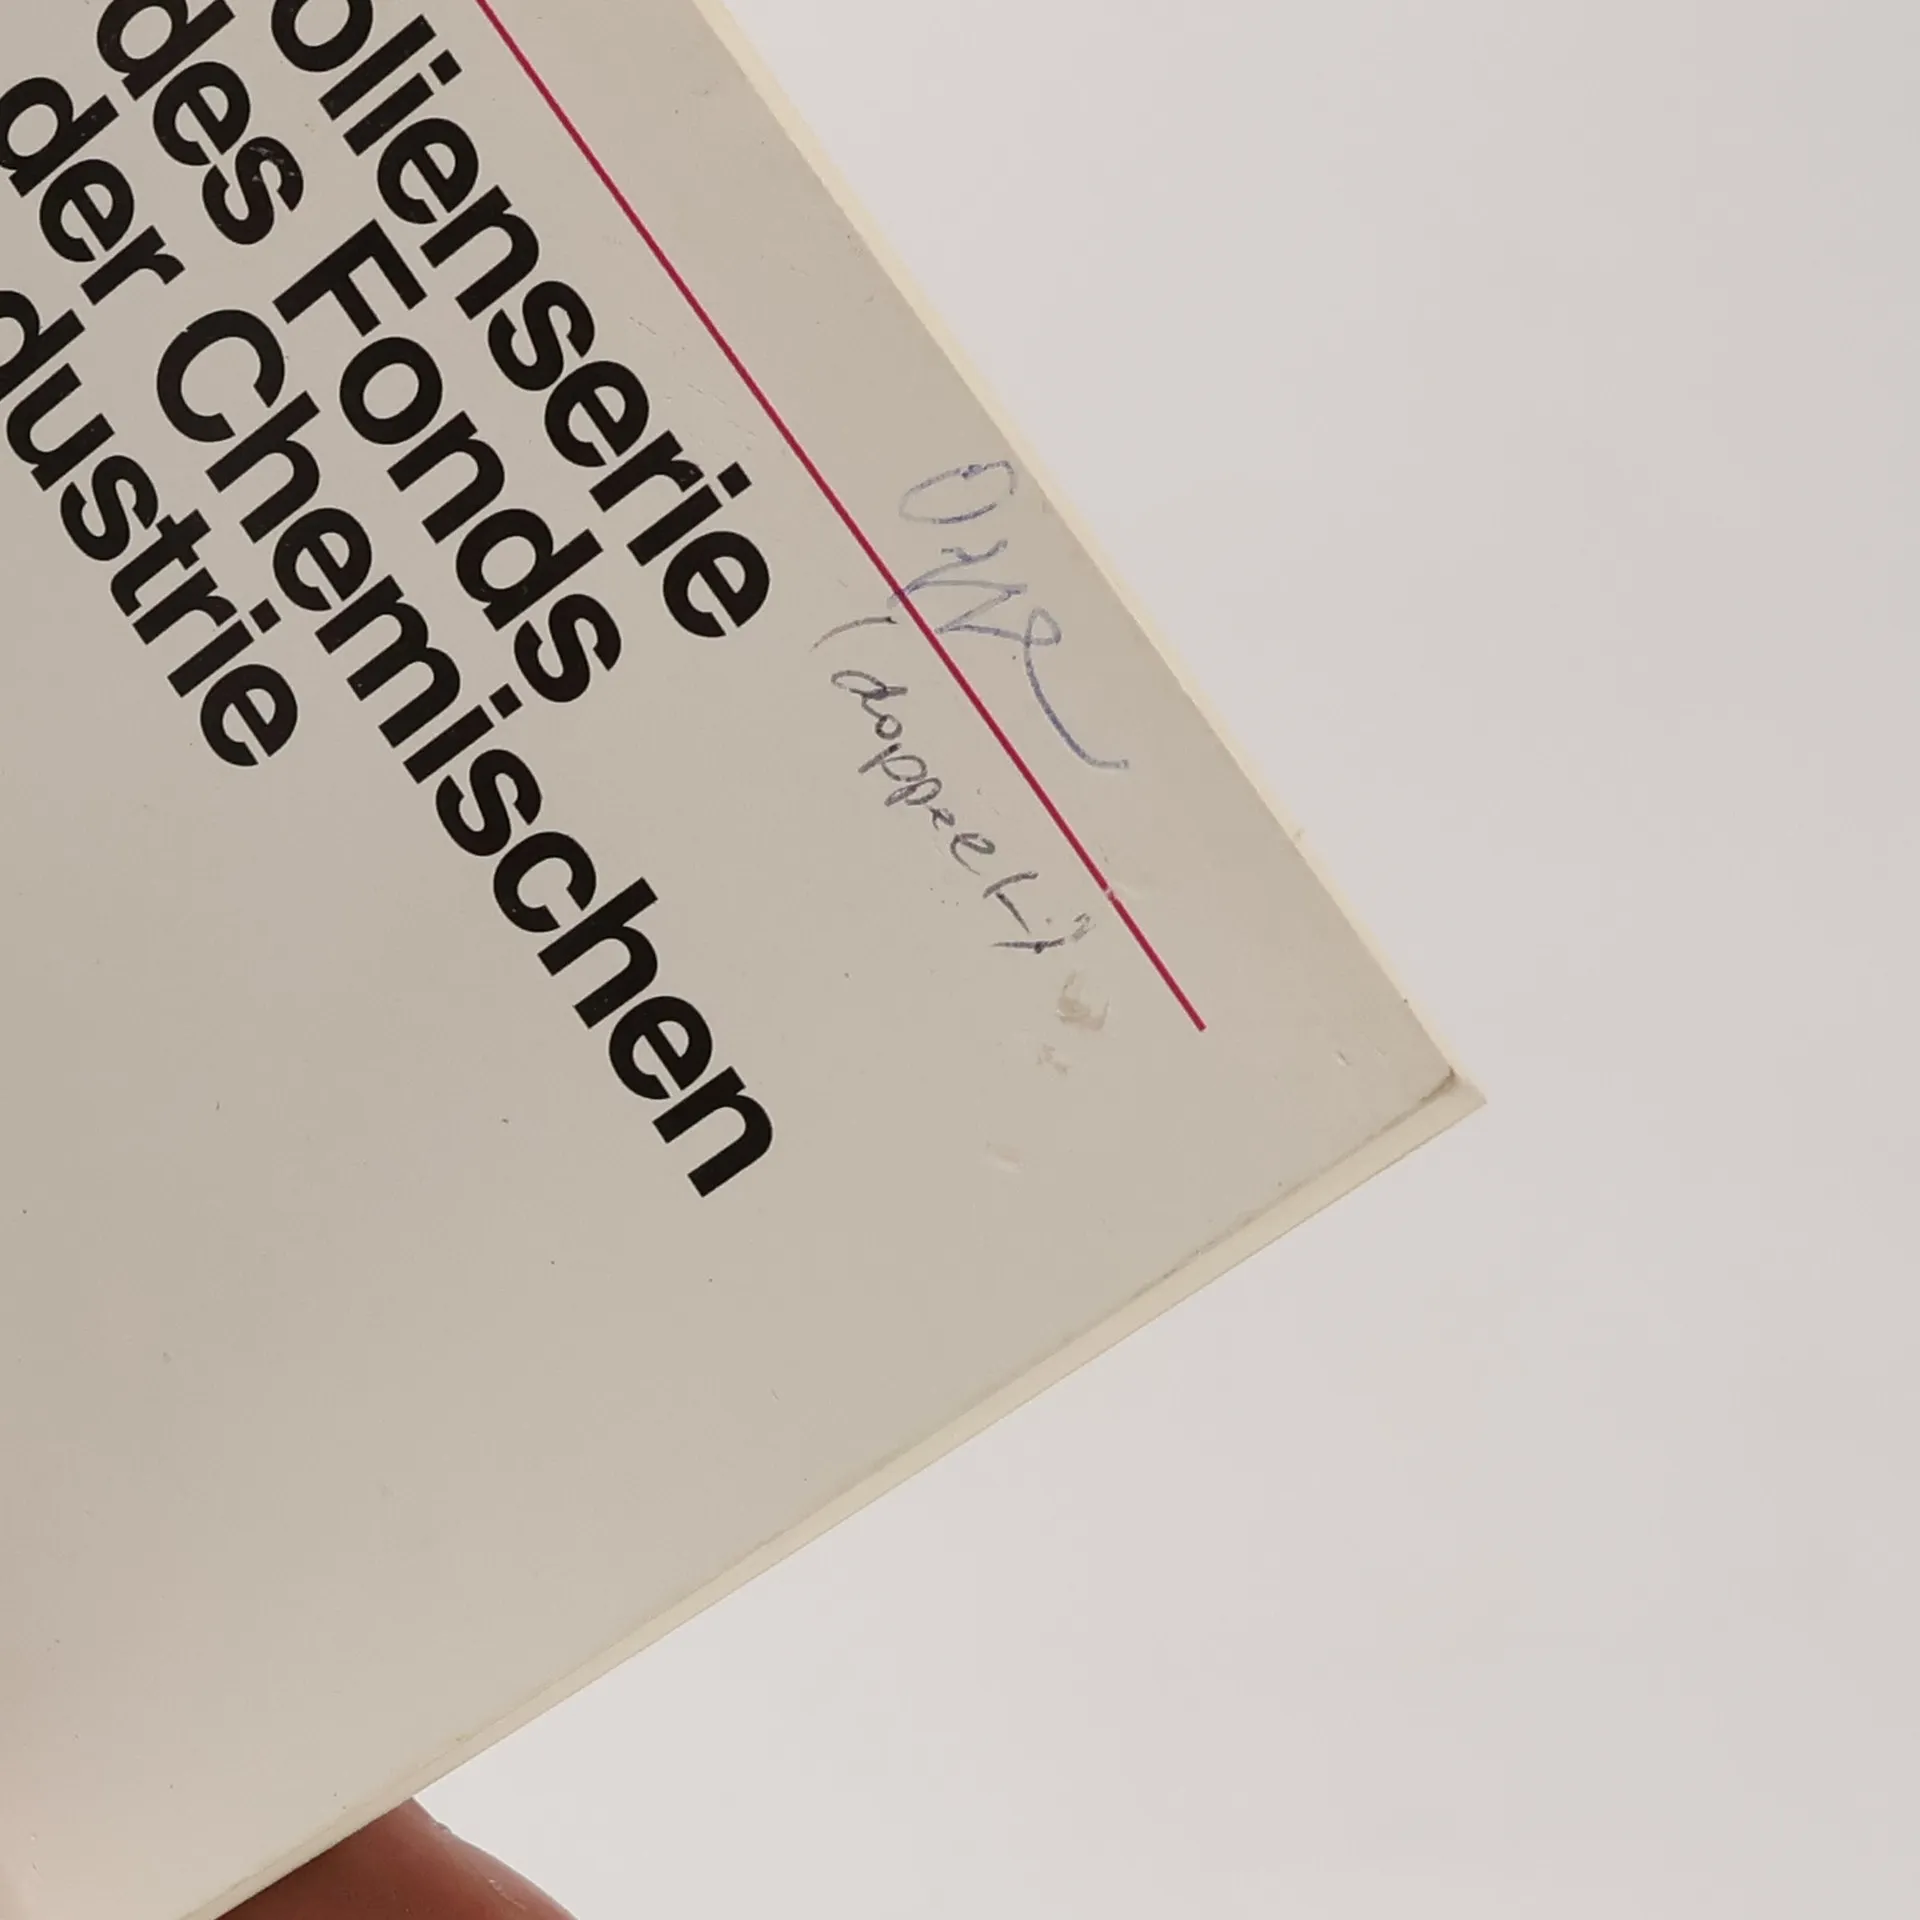 olienserie
des Fonds
der Chemischen
dustrie
(doppelt!)